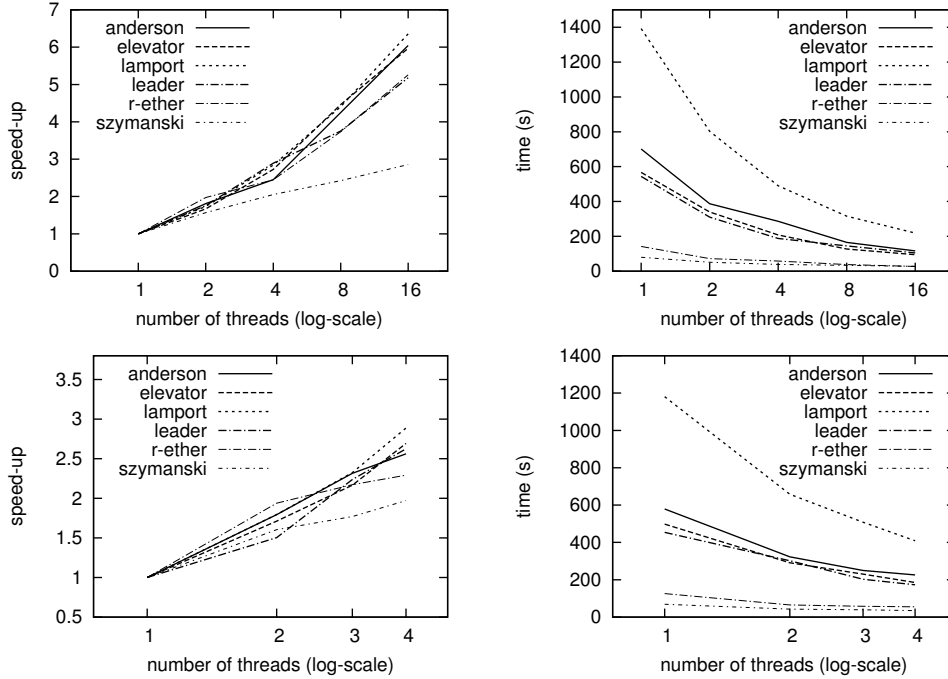 7
6
5
4
3
2
1
0
speed-up
anderson
elevator
lamport
leader
r-ether
szymanski
1 2 4 8 16
number of threads (log-scale)
1400
1200
1000
800
600
400
200
0
time (s)
anderson
elevator
lamport
leader
r-ether
szymanski
1 2 4 8 16
number of threads (log-scale)
3.5
3
2.5
2
1.5
1
0.5
speed-up
anderson
elevator
lamport
leader
r-ether
szymanski
1 2 3 4
number of threads (log-scale)
1400
1200
1000
800
600
400
200
0
time (s)
anderson
elevator
lamport
leader
r-ether
szymanski
1 2 3 4
number of threads (log-scale)